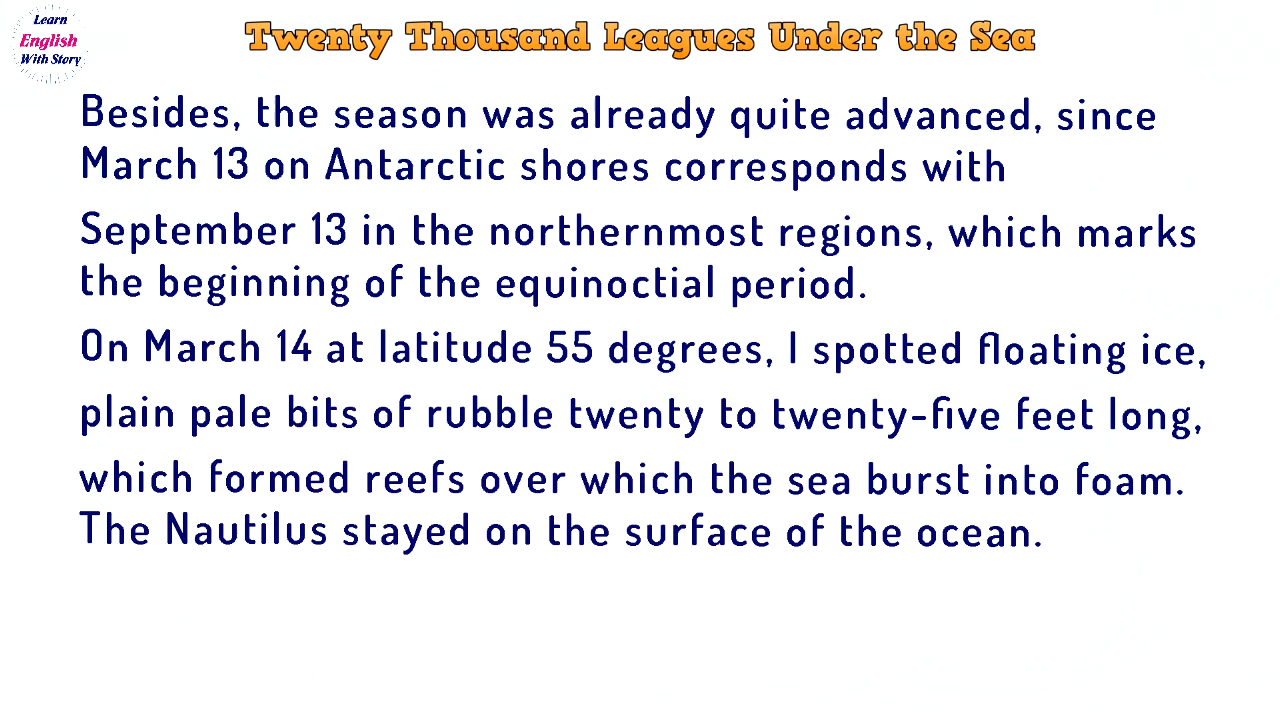 Learn
English
With Story
Twenty Thousand Leagues Under the Sea
Besides, the season was already quite advanced, since
March 13 on Antarctic shores corresponds with
September 13 in the northernmost regions, which marks
the beginning of the equinoctial period.
On March 14 at latitude 55 degrees, I spotted floating ice,
plain pale bits of rubble twenty to twenty-five feet long,
which formed reefs over which the sea burst into foam.
The Nautilus stayed on the surface of the ocean.